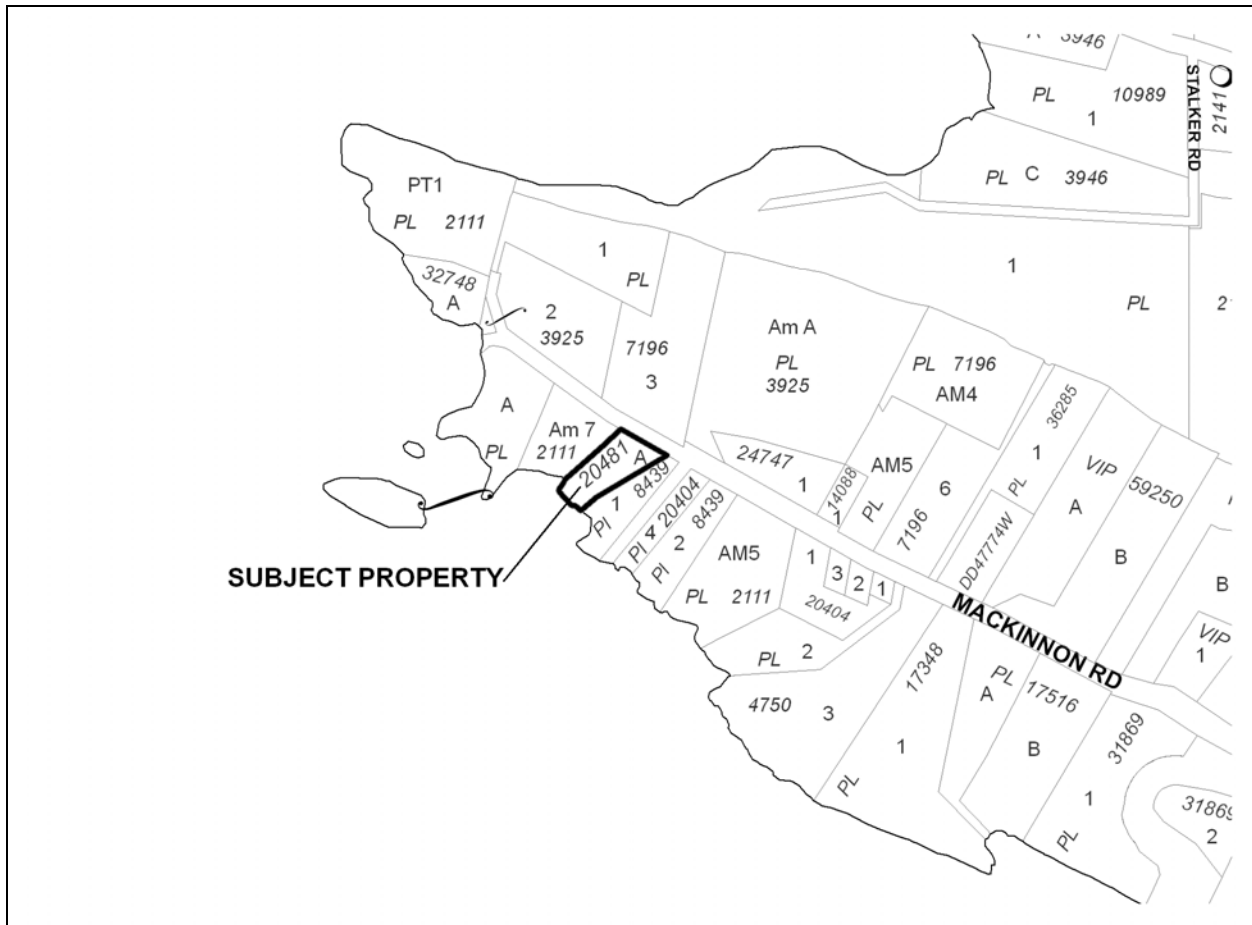 3946
PL 10989
1
STALKER RD
2141
PL C 3946
PT1
PL 2111
32748
A
1
PL
2
3925
7196
3
Am A
PL
3925
1
PL
2
PL 7196
AM4
36285
1
PL
A
PL
Am 7
2111
20481
A
8439
Pl 1
20404
Pl 4
8439
2
Pl
24747
1
14088
1
AM5
PL
6
7196
DD47774W
VIP 59250
A
B
B
VIP
1
SUBJECT PROPERTY
AM5
PL 2111
1
3
2
1
20404
MACKINNON RD
PL 2
4750 3
17348
1
PL
PL 17516
A
B
31869
1
PL
31869
2